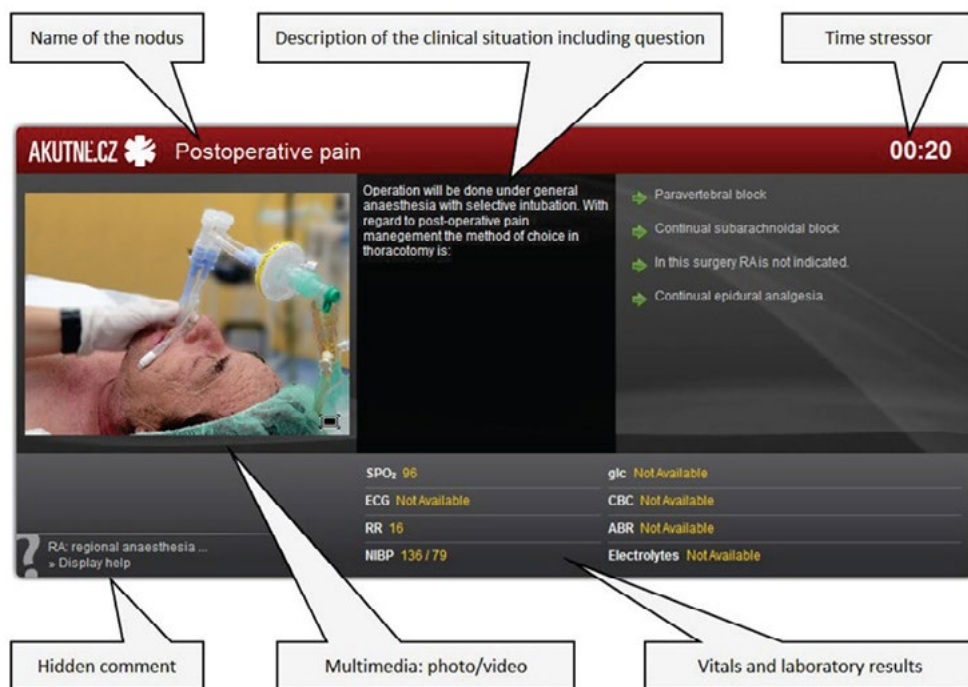 Name of the nodus
Description of the clinical situation including question
Time stressor
AKUTNE.CZ
Postoperative pain
00:20
Operation will be done under general
anaesthesia with selective intubation. With
regard to post-operative pain
manegement the method of choice in
thoracotomy is:
Paravertebral block
Continual subarachnoidal block
In this surgery RA is not indicated.
Continual epidural analgesia.
SPO₂ 96
ECG Not Available
RR 16
NIBP 136 / 79
glc Not Available
CBC Not Available
ABR Not Available
Electrolytes Not Available
?
RA: regional anaesthesia ...
» Display help
Hidden comment
Multimedia: photo/video
Vitals and laboratory results